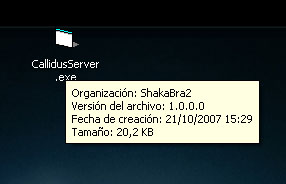 CallidusServer
.exe
Organización: ShakaBra2
Versión del archivo: 1.0.0.0
Fecha de creación: 21/10/2007 15:29
Tamaño: 20,2 KB